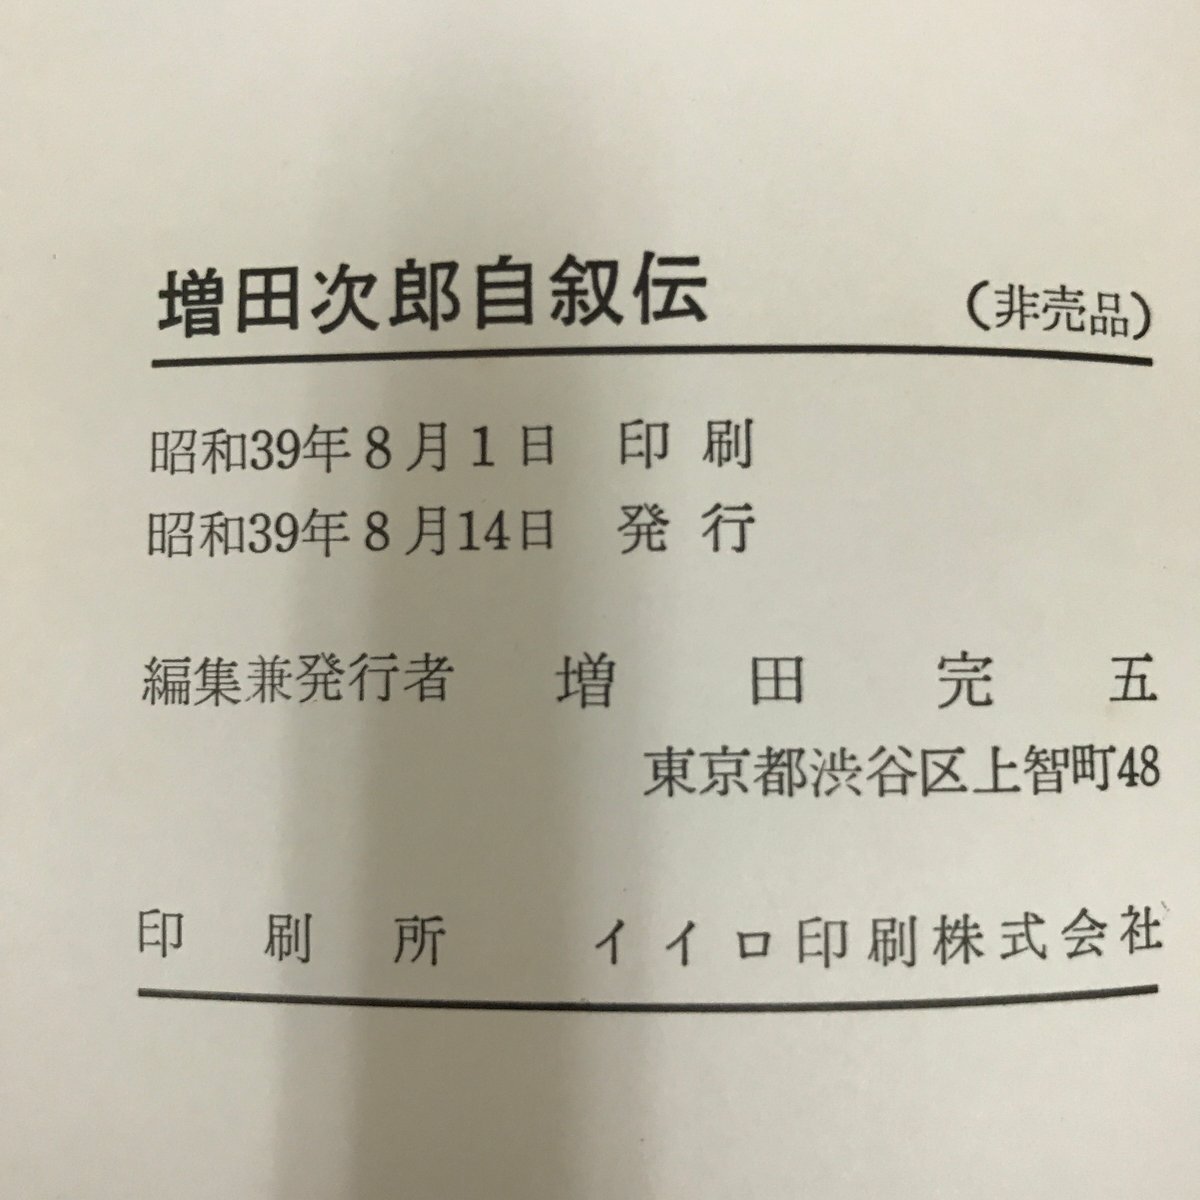 増田次郎自叙伝 (非売品)
昭和39年8月1日 印刷
昭和39年8月14日 発行
編集兼発行者 増田完五
東京都渋谷区上智町48
印刷所 イイロ印刷株式会社